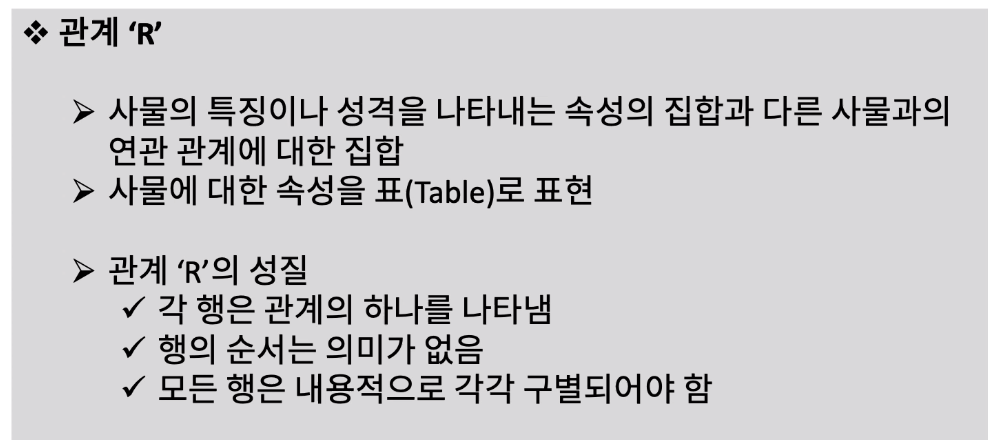 ❖ 관계 ‘R’
➢ 사물의 특징이나 성격을 나타내는 속성의 집합과 다른 사물과의
연관 관계에 대한 집합
➢ 사물에 대한 속성을 표(Table)로 표현
➢ 관계 ‘R’의 성질
✓ 각 행은 관계의 하나를 나타냄
✓ 행의 순서는 의미가 없음
✓ 모든 행은 내용적으로 각각 구별되어야 함